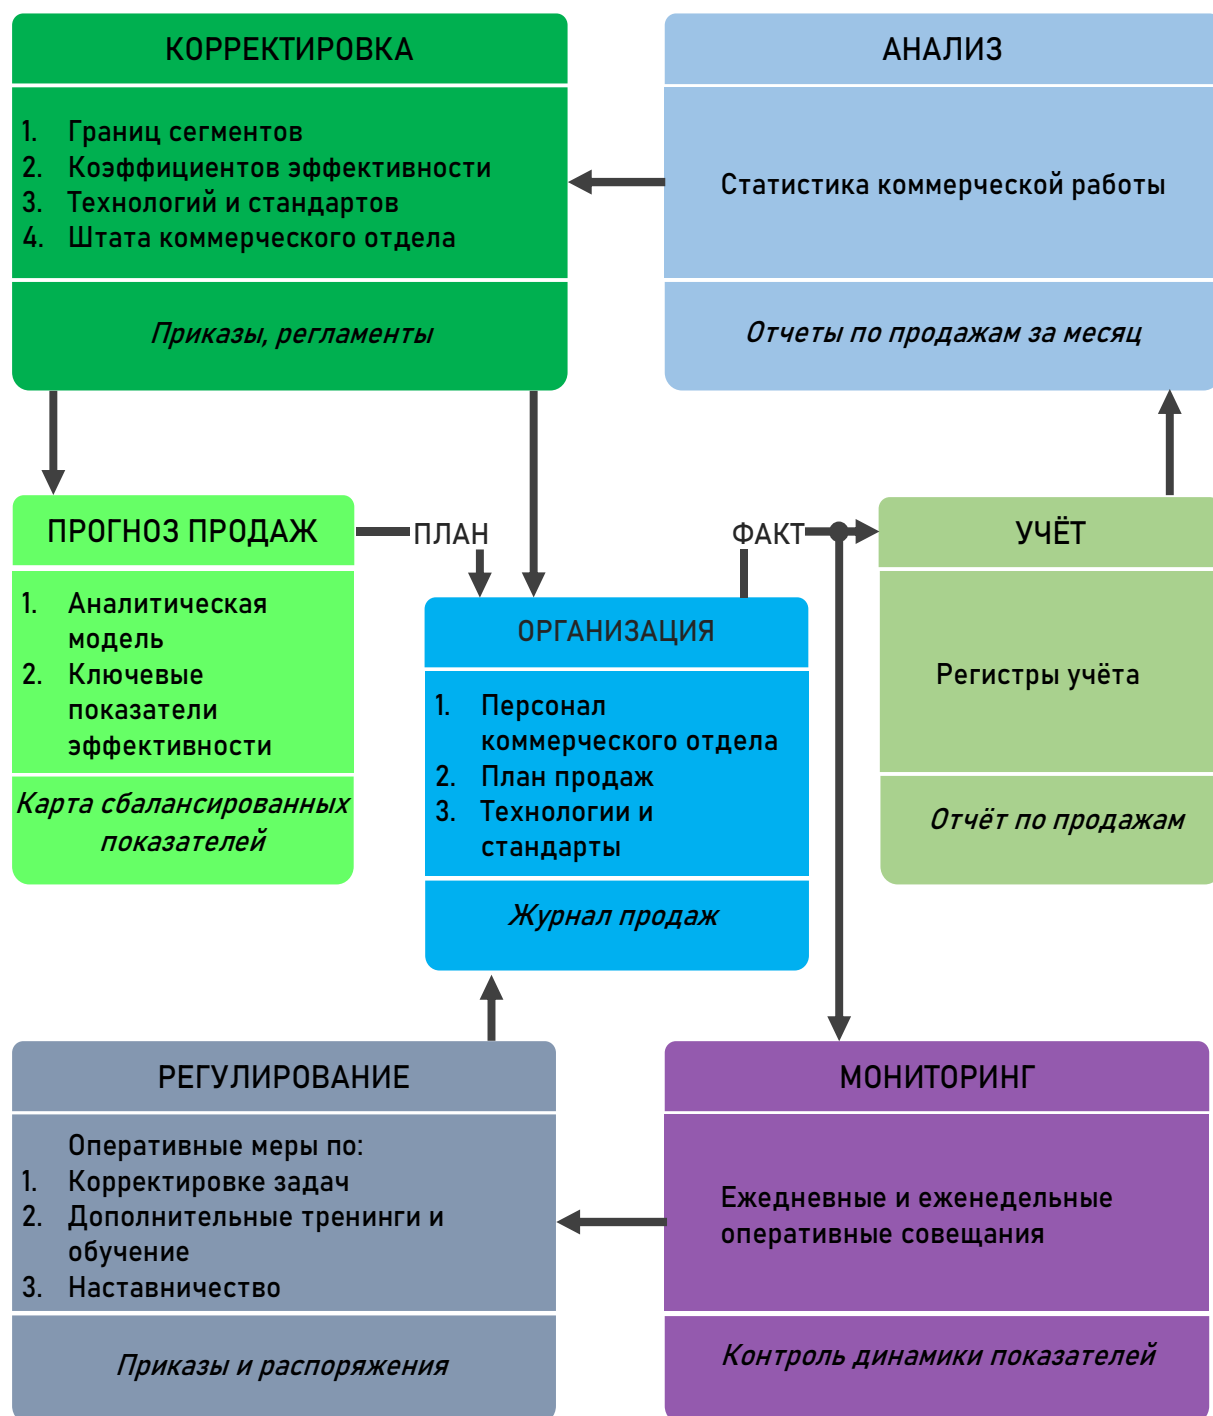 КОРРЕКТИРОВКА
1. Границ сегментов
2. Коэффициентов эффективности
3. Технологий и стандартов
4. Штата коммерческого отдела
Приказы, регламенты
АНАЛИЗ
Статистика коммерческой работы
Отчеты по продажам за месяц
ПРОГНОЗ ПРОДАЖ
1. Аналитическая
модель
2. Ключевые
показатели
эффективности
Карта сбалансированных
показателей
ПЛАН
ФАКТ
ОРГАНИЗАЦИЯ
1. Персонал
коммерческого отдела
2. План продаж
3. Технологии и
стандарты
Журнал продаж
УЧЁТ
Регистры учёта
Отчёт по продажам
РЕГУЛИРОВАНИЕ
Оперативные меры по:
1. Корректировке задач
2. Дополнительные тренинги и
обучение
3. Наставничество
Приказы и распоряжения
МОНИТОРИНГ
Ежедневные и еженедельные
оперативные совещания
Контроль динамики показателей